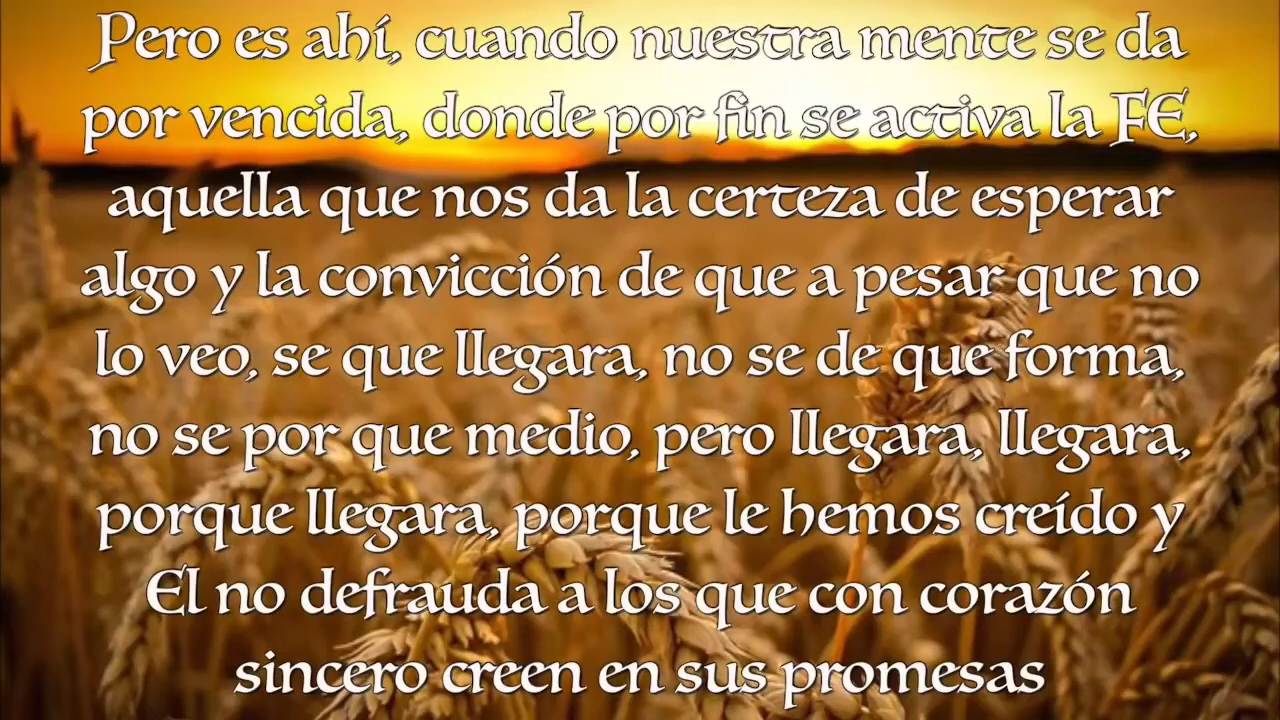 Pero es ahí, cuando nuestra mente se da
por vencida, donde por fin se activa la FE,
aquella que nos da la certeza de esperar
algo y la convicción de que a pesar que no
lo veo, se que llegara, no se de que forma,
no se por que medio, pero llegara, llegara,
porque llegara, porque le hemos creído y
El no defrauda a los que con corazón
sincero creen en sus promesas